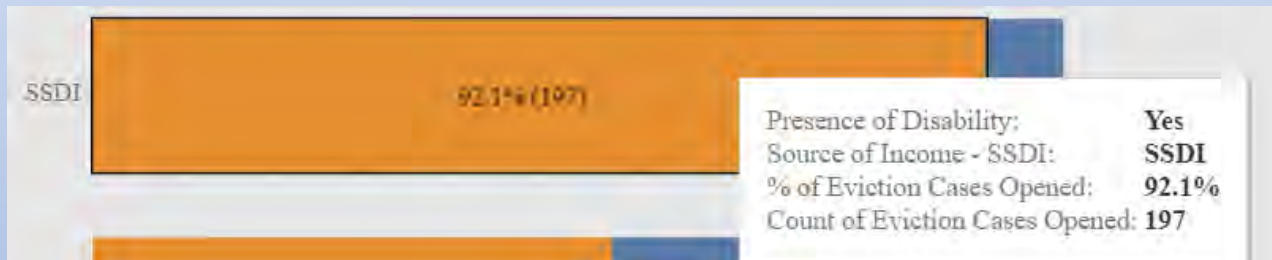 SSDI
92.1% (197)
Presence of Disability: Yes
Source of Income - SSDI: SSDI
% of Eviction Cases Opened: 92.1%
Count of Eviction Cases Opened: 197